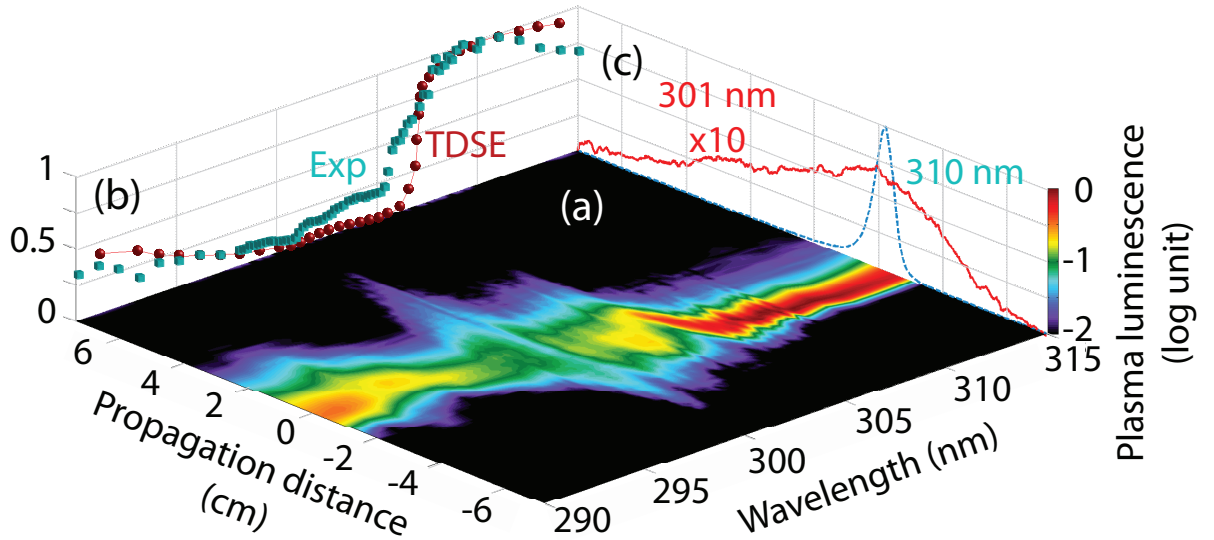 (c)
301 nm
x10
Exp
TDSE
310 nm
1
0.5
0
(b)
(a)
0
-1
-2
Plasma luminescence
(log unit)
6
4
2
0
-2
-4
-6
Propagation distance
(cm)
290
295
300
305
310
315
Wavelength (nm)